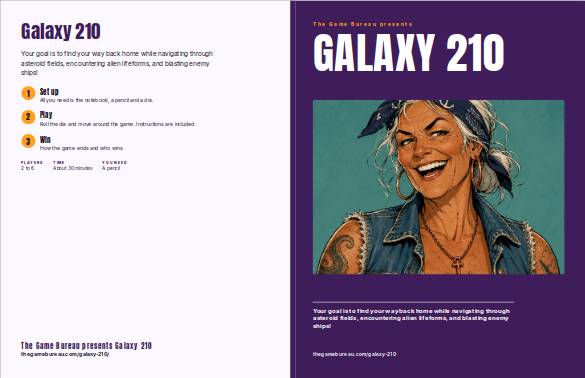 Galaxy 210
Your goal is to find your way back home while navigating through
asteroid fields, encountering alien lifeforms, and blasting enemy
ships!
1
Set up
All you need is the notebook, a pencil and a die.
2
Play
Roll the die and move around the game. Instructions are included.
3
Win
How the game ends and who wins.
PLAYERS TIME YOU NEED
2 to 6 About 30 minutes A pencil
The Game Bureau presents Galaxy 210
thegamebureau.com/galaxy-210/
The Game Bureau presents
GALAXY 210
Your goal is to find your way back home while navigating through
asteroid fields, encountering alien lifeforms, and blasting enemy
ships!
thegamebureau.com/galaxy-210